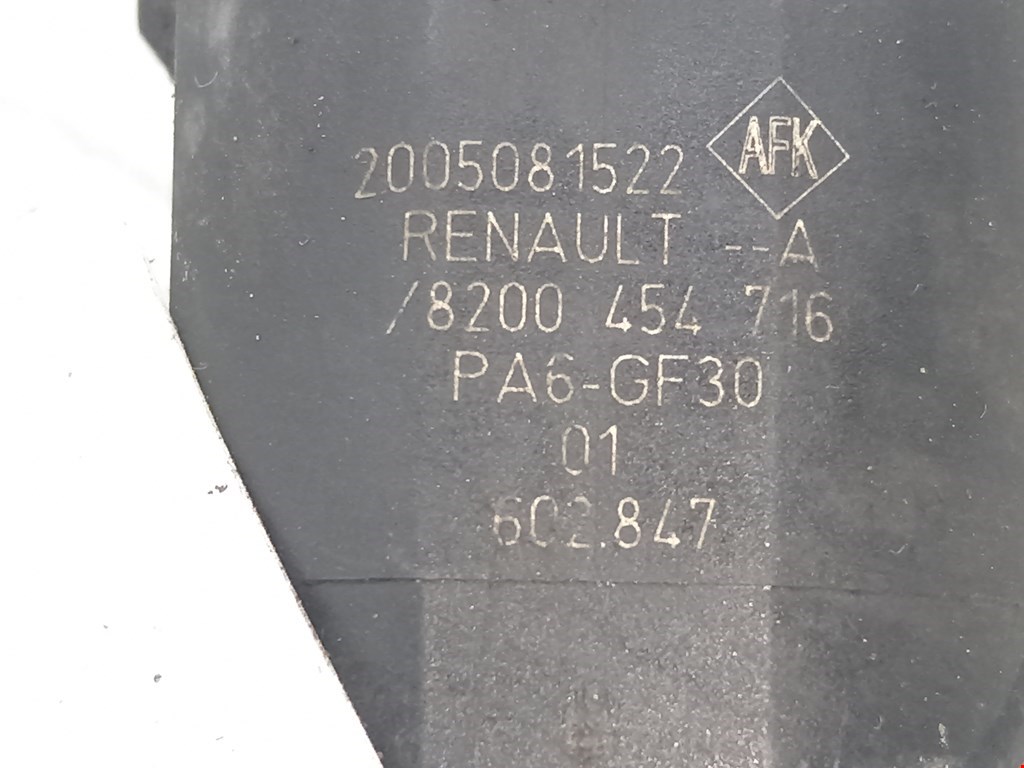 2005081522 AFK
RENAULT --A
/8200 454 716
PA6-GF30
01
602.847